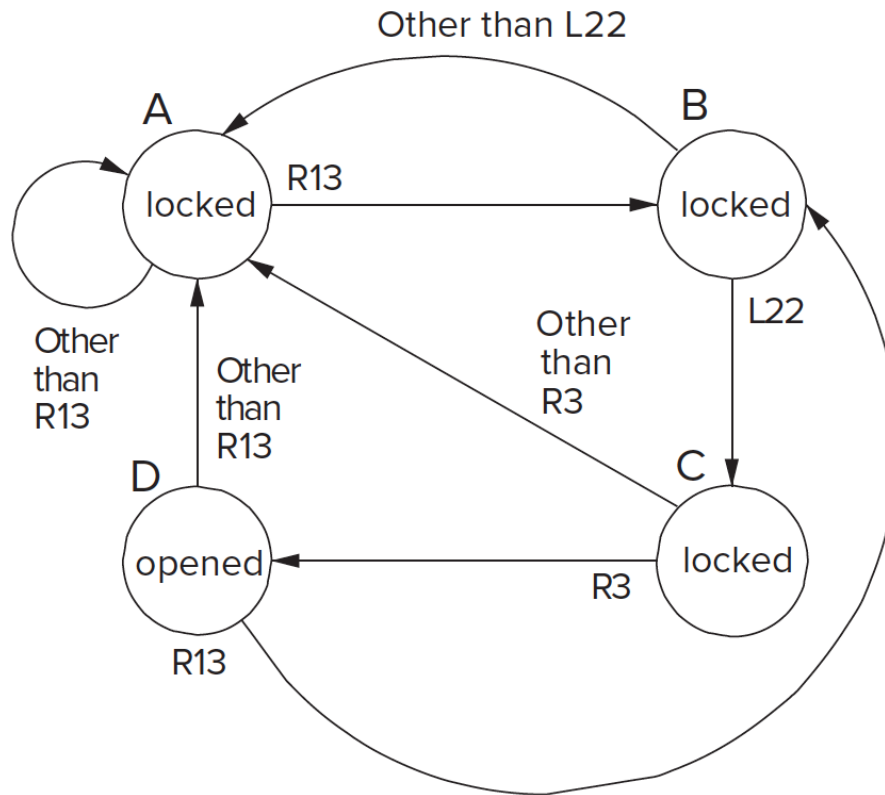 Other than L22
A
B
locked
R13
locked
L22
Other
than
R3
Other
than
R13
Other
than
R13
D
C
opened
R3
locked
R13